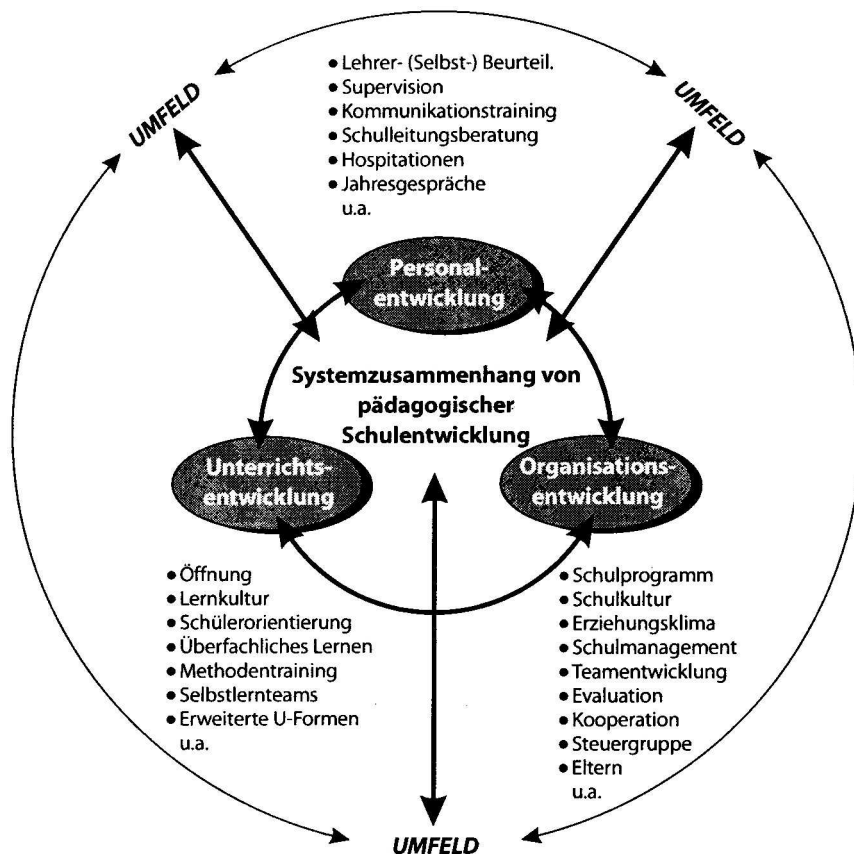 UMFELD
UMFELD
• Lehrer- (Selbst-) Beurteil.
• Supervision
• Kommunikationstraining
• Schulleitungsberatung
• Hospitationen
• Jahresgespräche
u.a.
Personal-
entwicklung
Systemzusammenhang von
pädagogischer
Schulentwicklung
Unterrichts-
entwicklung
Organisations-
entwicklung
• Öffnung
• Lernkultur
• Schülerorientierung
• Überfachliches Lernen
• Methodentraining
• Selbstlernteams
• Erweiterte U-Formen
u.a.
• Schulprogramm
• Schulkultur
• Erziehungsklima
• Schulmanagement
• Teamentwicklung
• Evaluation
• Kooperation
• Steuergruppe
• Eltern
u.a.
UMFELD